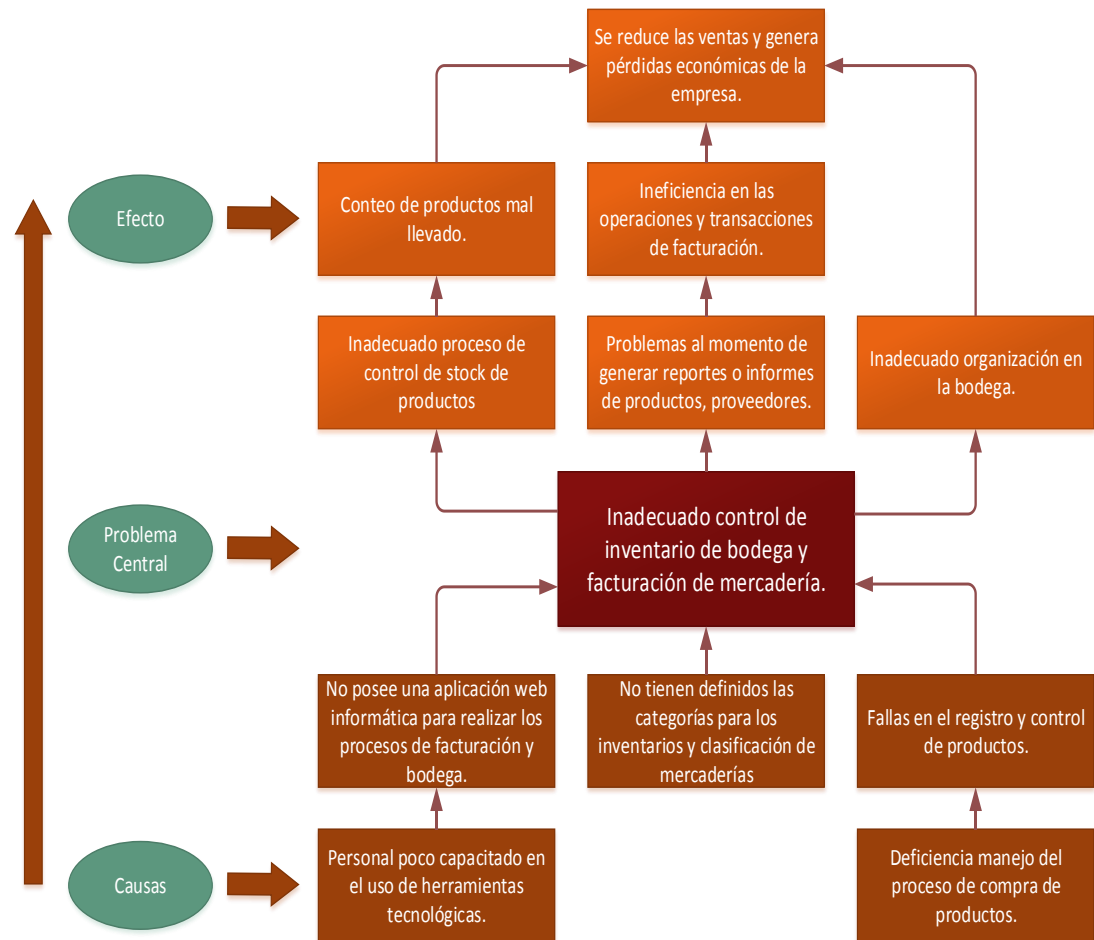 Se reduce las ventas y genera
pérdidas económicas de la
empresa.
Efecto
Conteo de productos mal
llevado.
Ineficiencia en las
operaciones y transacciones
de facturación.
Inadecuado proceso de
control de stock de
productos
Problemas al momento de
generar reportes o informes
de productos, proveedores.
Inadecuado organización en
la bodega.
Problema
Central
Inadecuado control de
inventario de bodega y
facturación de mercadería.
No posee una aplicación web
informática para realizar los
procesos de facturación y
bodega.
No tienen definidos las
categorías para los
inventarios y clasificación de
mercaderías
Fallas en el registro y control
de productos.
Causas
Personal poco capacitado en
el uso de herramientas
tecnológicas.
Deficiencia manejo del
proceso de compra de
productos.